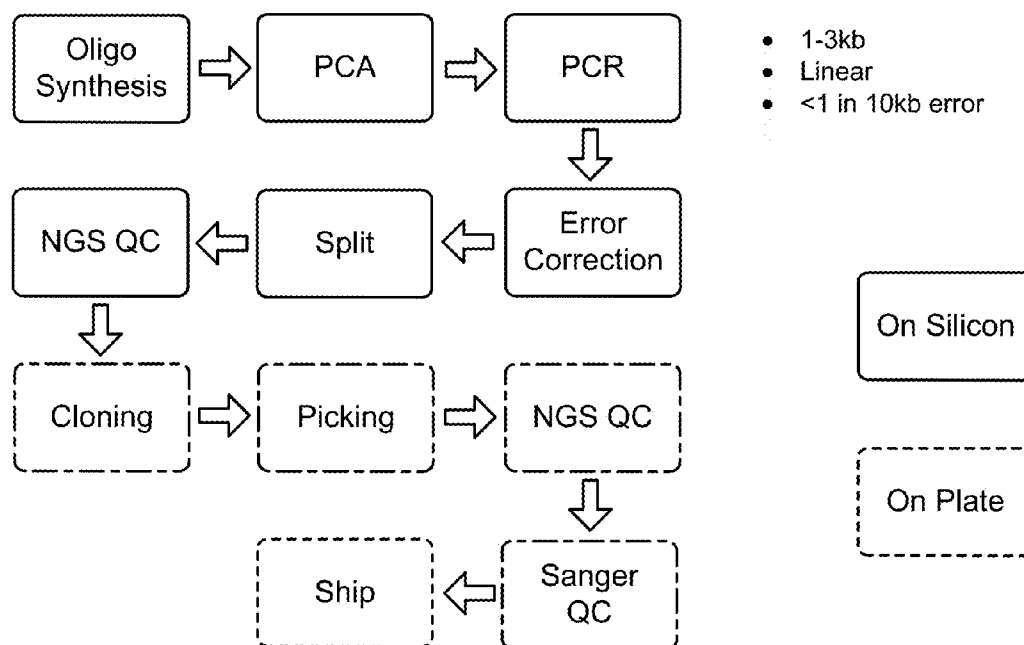 Oligo
Synthesis
PCA
PCR
• 1-3kb
• Linear
• <1 in 10kb error
NGS QC
Split
Error
Correction
On Silicon
Cloning
Picking
NGS QC
On Plate
Ship
Sanger
QC